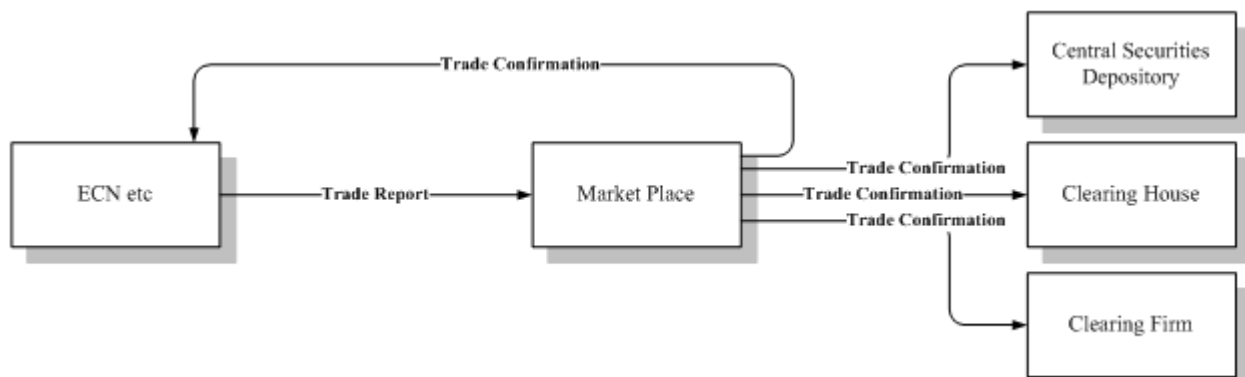 Trade Confirmation
Central Securities
Depository
ECN etc
Trade Report
Market Place
Trade Confirmation
Trade Confirmation
Trade Confirmation
Clearing House
Clearing Firm